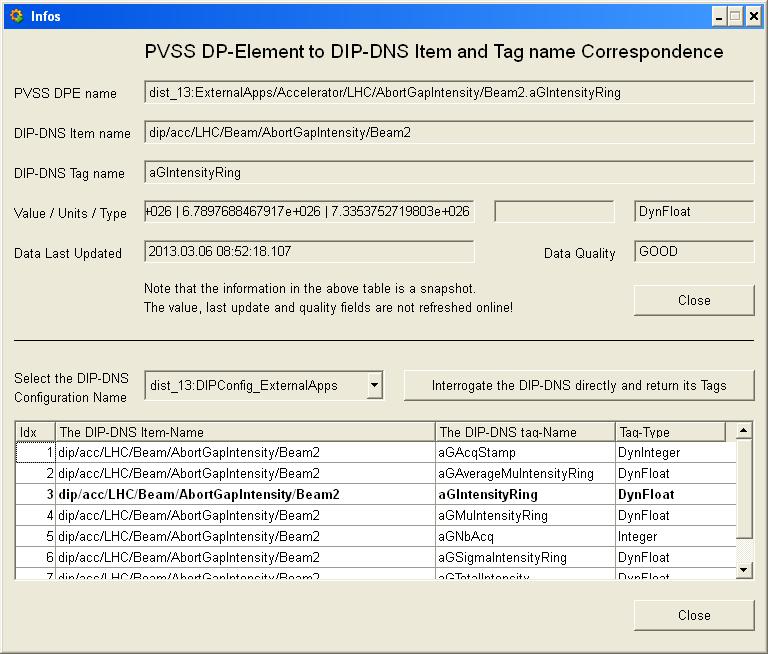 Infos
PVSS DP-Element to DIP-DNS Item and Tag name Correspondence
PVSS DPE name dist_13:ExternalApps/Accelerator/LHC/AbortGapIntensity/Beam2.aGIntensityRing
DIP-DNS Item name dip/acc/LHC/Beam/AbortGapIntensity/Beam2
DIP-DNS Tag name aGIntensityRing
Value / Units / Type +026 | 6.7897688467917e+026 | 7.3353752719803e+026 DynFloat
Data Last Updated 2013.03.06 08:52:18.107 Data Quality GOOD
Note that the information in the above table is a snapshot.
The value, last update and quality fields are not refreshed online!
Close
Select the DIP-DNS
Configuration Name
dist_13:DIPConfig_ExternalApps Interrogate the DIP-DNS directly and return its Tags
Idx The DIP-DNS Item-Name The DIP-DNS tag-Name Tag-Type
1 dip/acc/LHC/Beam/AbortGapIntensity/Beam2 aGAcqStamp DynInteger
2 dip/acc/LHC/Beam/AbortGapIntensity/Beam2 aGAverageMuIntensityRing DynFloat
3 dip/acc/LHC/Beam/AbortGapIntensity/Beam2 aGIntensityRing DynFloat
4 dip/acc/LHC/Beam/AbortGapIntensity/Beam2 aGMuIntensityRing DynFloat
5 dip/acc/LHC/Beam/AbortGapIntensity/Beam2 aGNbAcq Integer
6 dip/acc/LHC/Beam/AbortGapIntensity/Beam2 aGSigmaIntensityRing DynFloat
7 dip/acc/LHC/Beam/AbortGapIntensity/Beam2 aGTotalIntensity DynFloat
Close